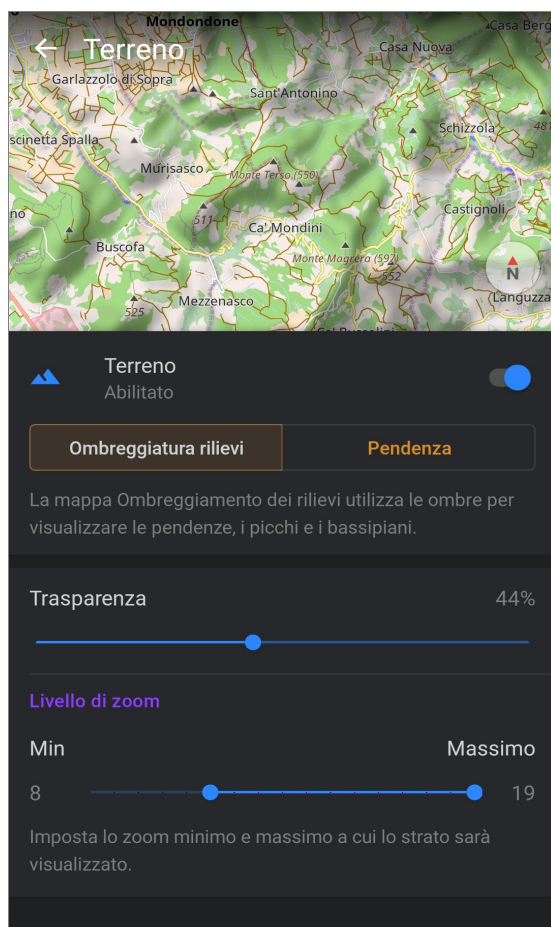 Mondondone
Casa Berg
Terreno
Casa Nuova
Garlazzolo di Sopra
Sant'Antonino
481
scinetta Spalla
Schizzola
Murisasco
Monte Terso (550)
no
511
Castignoli
Ca' Mondini
Buscofa
Monte Magrera (597)
552
N
Mezzenasco
Languzza
525
Terreno
Abilitato
Ombreggiatura rilievi
Pendenza
La mappa Ombreggiamento dei rilievi utilizza le ombre per
visualizzare le pendenze, i picchi e i bassipiani.
Trasparenza 44%
Livello di zoom
Min Massimo
8 19
Imposta lo zoom minimo e massimo a cui lo strato sarà
visualizzato.